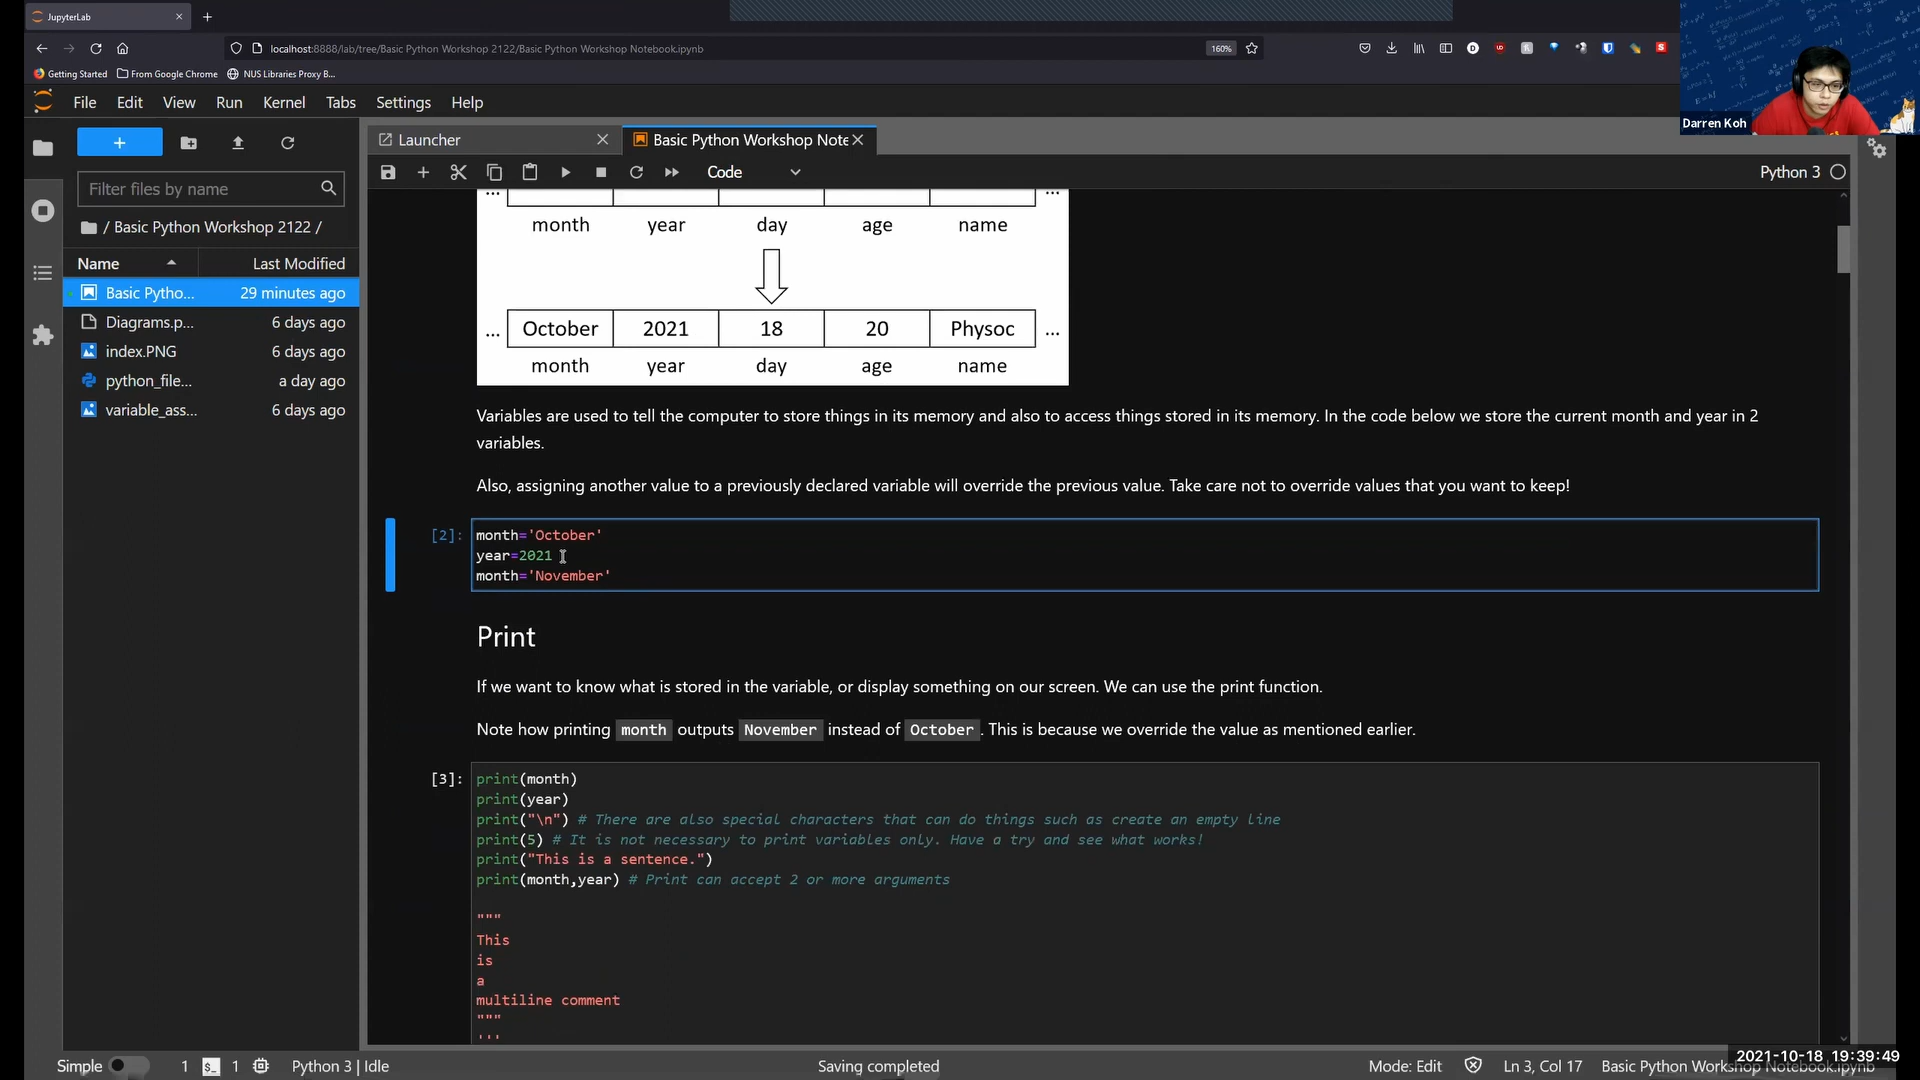 JupyterLab
localhost:8888/lab/tree/Basic Python Workshop 2122/Basic Python Workshop Notebook.ipynb
160%
Getting Started
From Google Chrome
NUS Libraries Proxy B...
Darren Koh
File Edit View Run Kernel Tabs Settings Help
Launcher
Basic Python Workshop Note
Code
Python 3
Filter files by name
/ Basic Python Workshop 2122 /
Name Last Modified
Basic Pytho... 29 minutes ago
Diagrams.p... 6 days ago
index.PNG 6 days ago
python_file... a day ago
variable_ass... 6 days ago
... ...
month year day age name
... October 2021 18 20 Physoc ...
month year day age name
Variables are used to tell the computer to store things in its memory and also to access things stored in its memory. In the code below we store the current month and year in 2
variables.
Also, assigning another value to a previously declared variable will override the previous value. Take care not to override values that you want to keep!
[2]: month='October'
year=2021
month='November'
Print
If we want to know what is stored in the variable, or display something on our screen. We can use the print function.
Note how printing month outputs November instead of October. This is because we override the value as mentioned earlier.
[3]: print(month)
print(year)
print("\n") # There are also special characters that can do things such as create an empty line
print(5) # It is not necessary to print variables only. Have a try and see what works!
print("This is a sentence.")
print(month,year) # Print can accept 2 or more arguments
"""
This
is
a
multiline comment
"""
'''
Simple 1 $_ 1 Python 3 | Idle Saving completed Mode: Edit Ln 3, Col 17 Basic Python Workshop Notebook.ipynb
2021-10-18 19:39:49